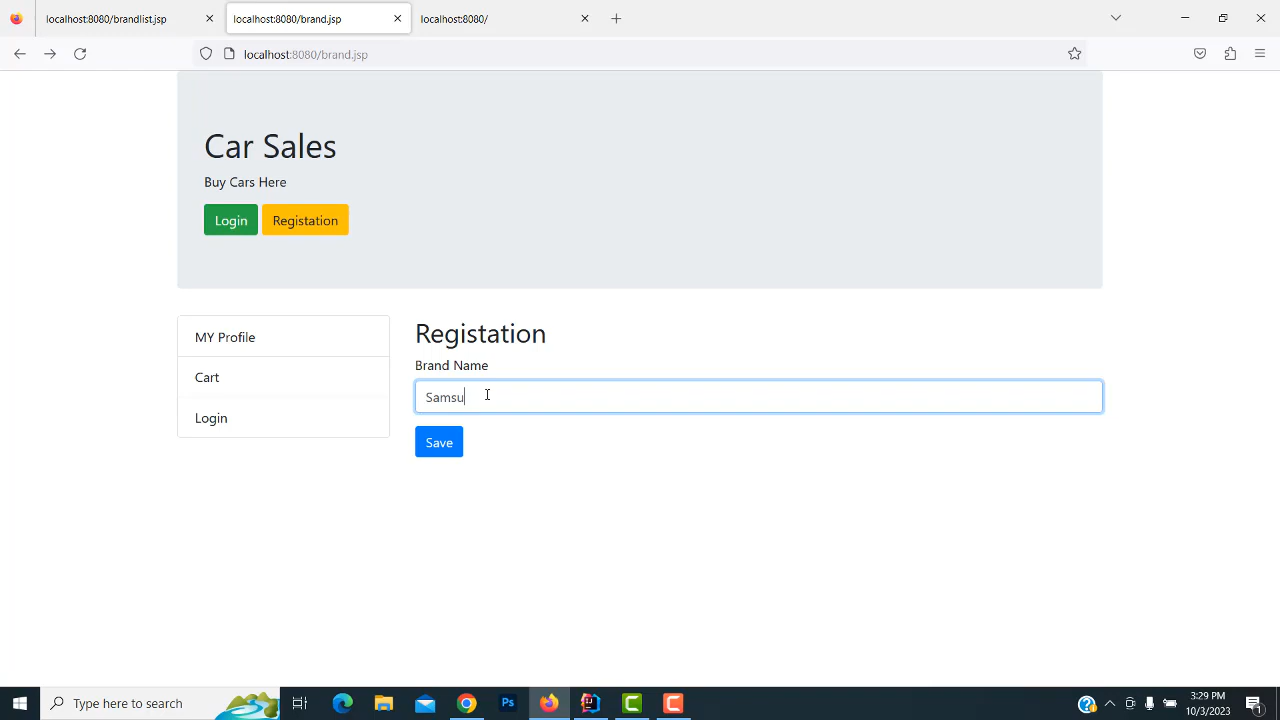 localhost:8080/brandlist.jsp
localhost:8080/brand.jsp
localhost:8080/
localhost:8080/brand.jsp
Car Sales
Buy Cars Here
Login
Registation
MY Profile
Cart
Login
Registation
Brand Name
Samsu
Save
Type here to search
Ps
3:29 PM
10/3/2023
1